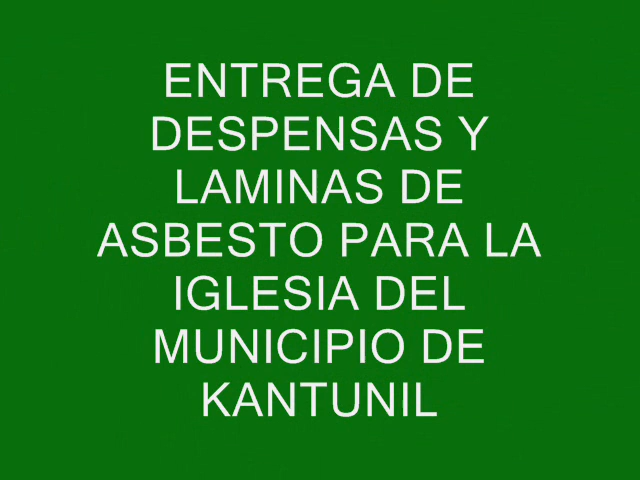 ENTREGA DE
DESPENSAS Y
LAMINAS DE
ASBESTO PARA LA
IGLESIA DEL
MUNICIPIO DE
KANTUNIL